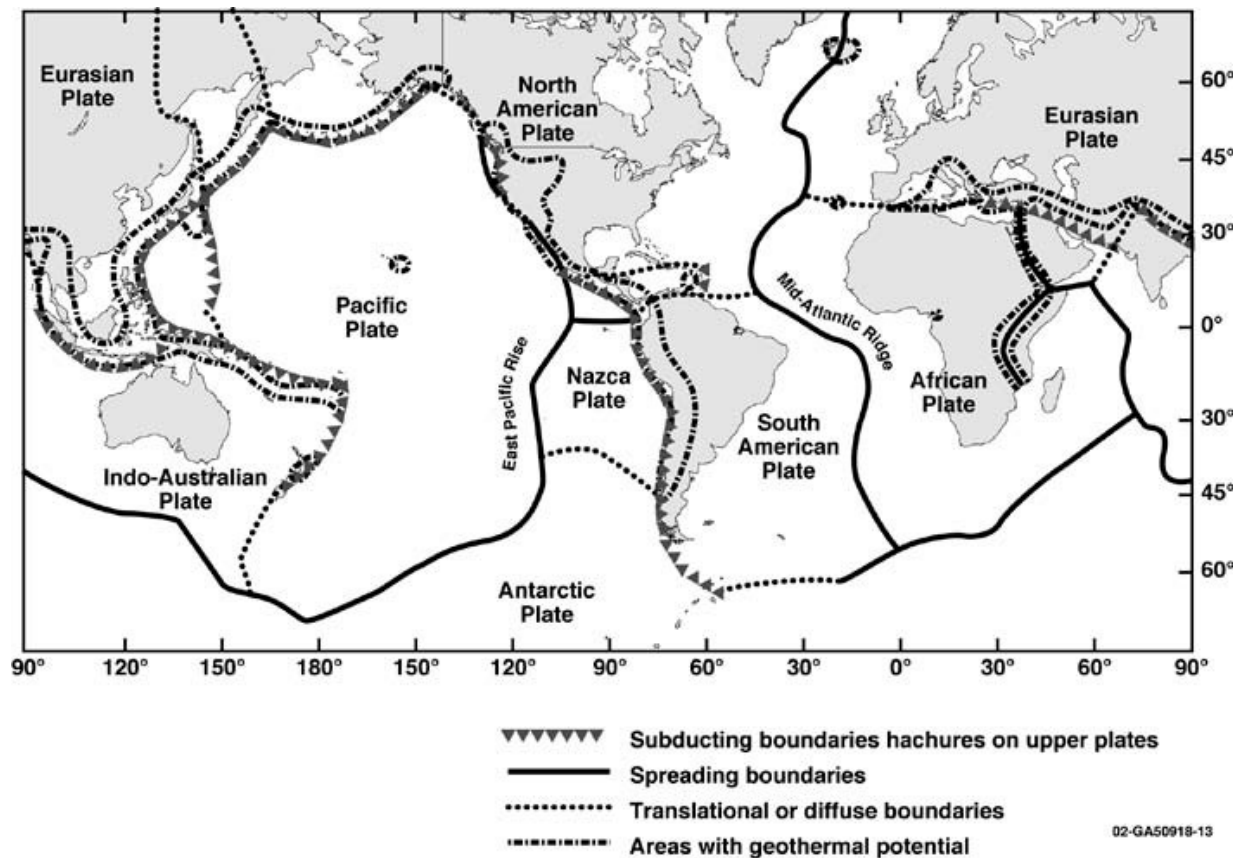 Eurasian
Plate
North
American
Plate
Eurasian
Plate
60°
45°
30°
0°
30°
45°
60°
Pacific
Plate
East Pacific Rise
Nazca
Plate
Mid-Atlantic Ridge
African
Plate
South
American
Plate
Indo-Australian
Plate
Antarctic
Plate
90° 120° 150° 180° 150° 120° 90° 60° 30° 0° 30° 60° 90°
Subducting boundaries hachures on upper plates
Spreading boundaries
Translational or diffuse boundaries
Areas with geothermal potential
02-GA50918-13